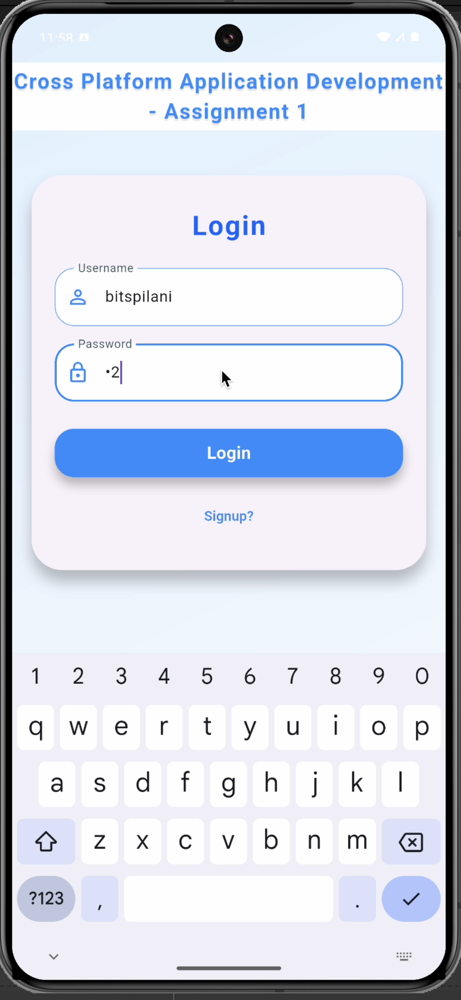 11:58 A
Cross Platform Application Development
- Assignment 1
Login
Username
bitspilani
Password
•2
Login
Signup?
1 2 3 4 5 6 7 8 9 0
q w e r t y u i o p
a s d f g h j k l
z x c v b n m
?123 , .